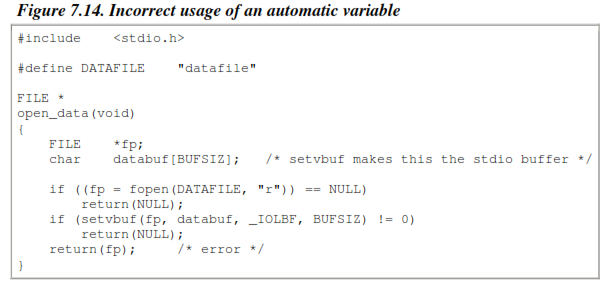 Figure 7.14. Incorrect usage of an automatic variable
#include    <stdio.h>
#define DATAFILE    "datafile"
FILE *
open_data(void)
{
    FILE    *fp;
    char    databuf[BUFSIZ];   /* setvbuf makes this the stdio buffer */
    if ((fp = fopen(DATAFILE, "r")) == NULL)
        return(NULL);
    if (setvbuf(fp, databuf, _IOLBF, BUFSIZ) != 0)
        return(NULL);
    return(fp);     /* error */
}